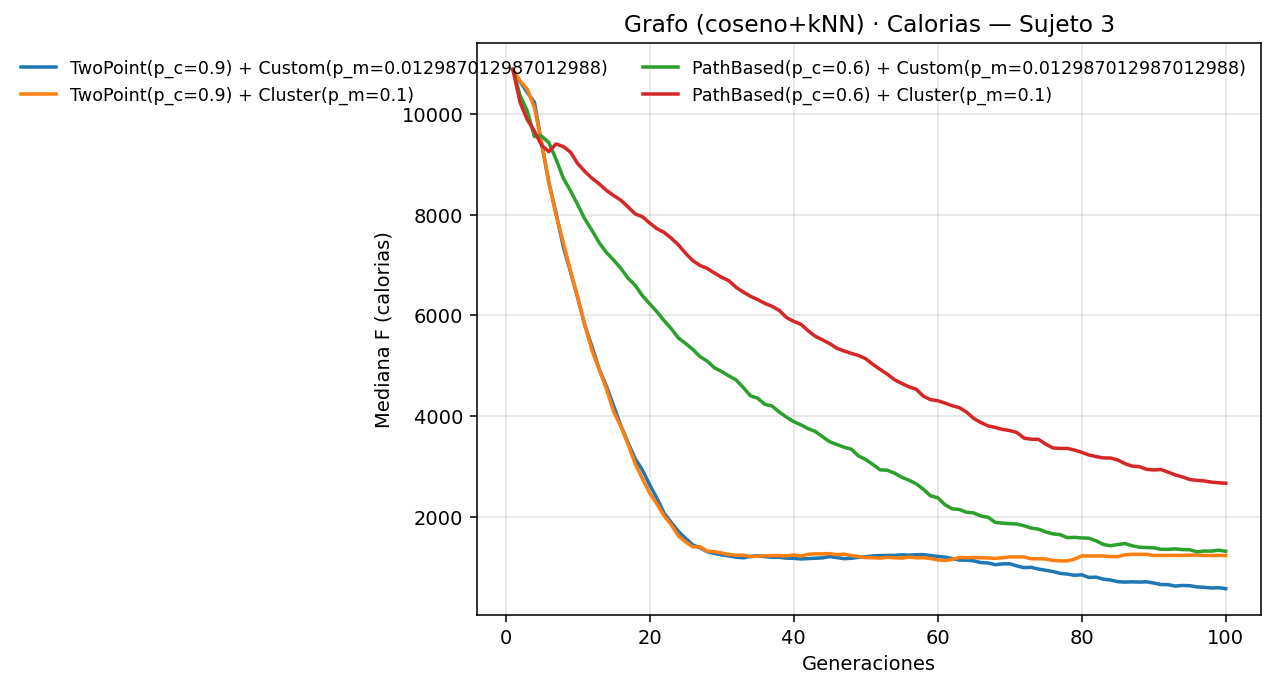 Grafo (coseno+kNN) · Calorias — Sujeto 3
TwoPoint(p_c=0.9) + Custom(p_m=0.012987012987012988)
TwoPoint(p_c=0.9) + Cluster(p_m=0.1)
PathBased(p_c=0.6) + Custom(p_m=0.012987012987012988)
PathBased(p_c=0.6) + Cluster(p_m=0.1)
Mediana F (calorias)
10000
8000
6000
4000
2000
0 20 40 60 80 100
Generaciones